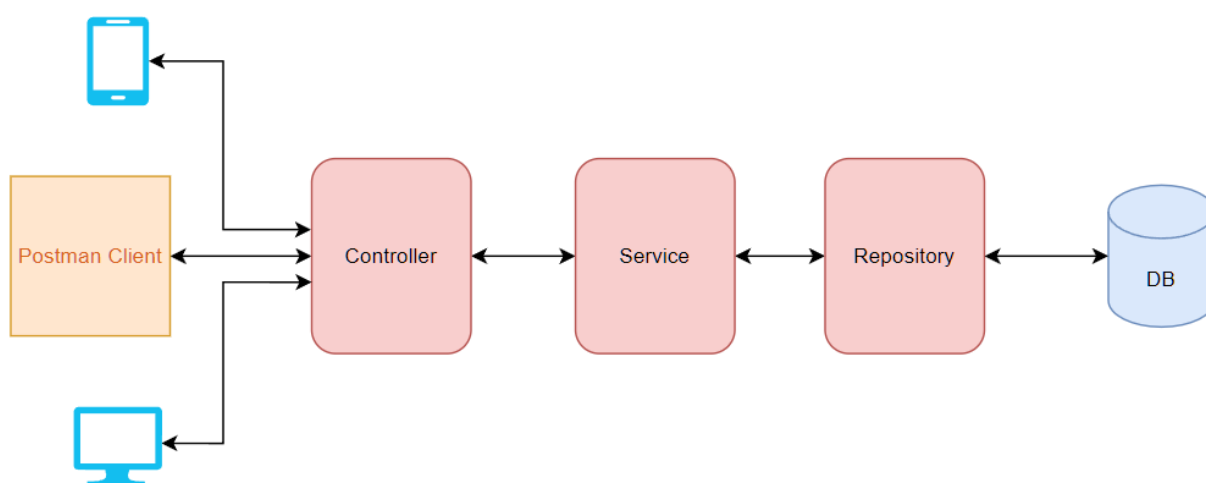 Postman Client
Controller
Service
Repository
DB